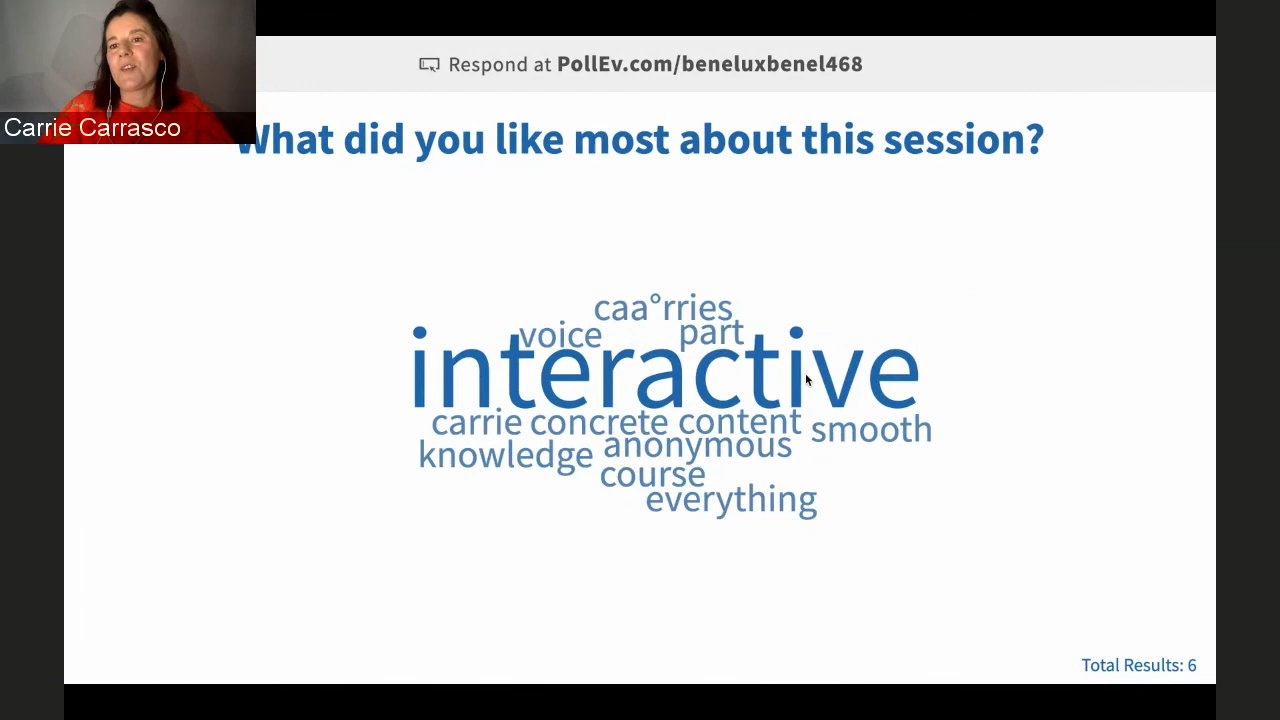 Respond at PollEv.com/beneluxbenel468
Carrie Carrasco
What did you like most about this session?
caa°rries
voice part
interactive
carrie concrete content smooth
knowledge anonymous
course
everything
Total Results: 6